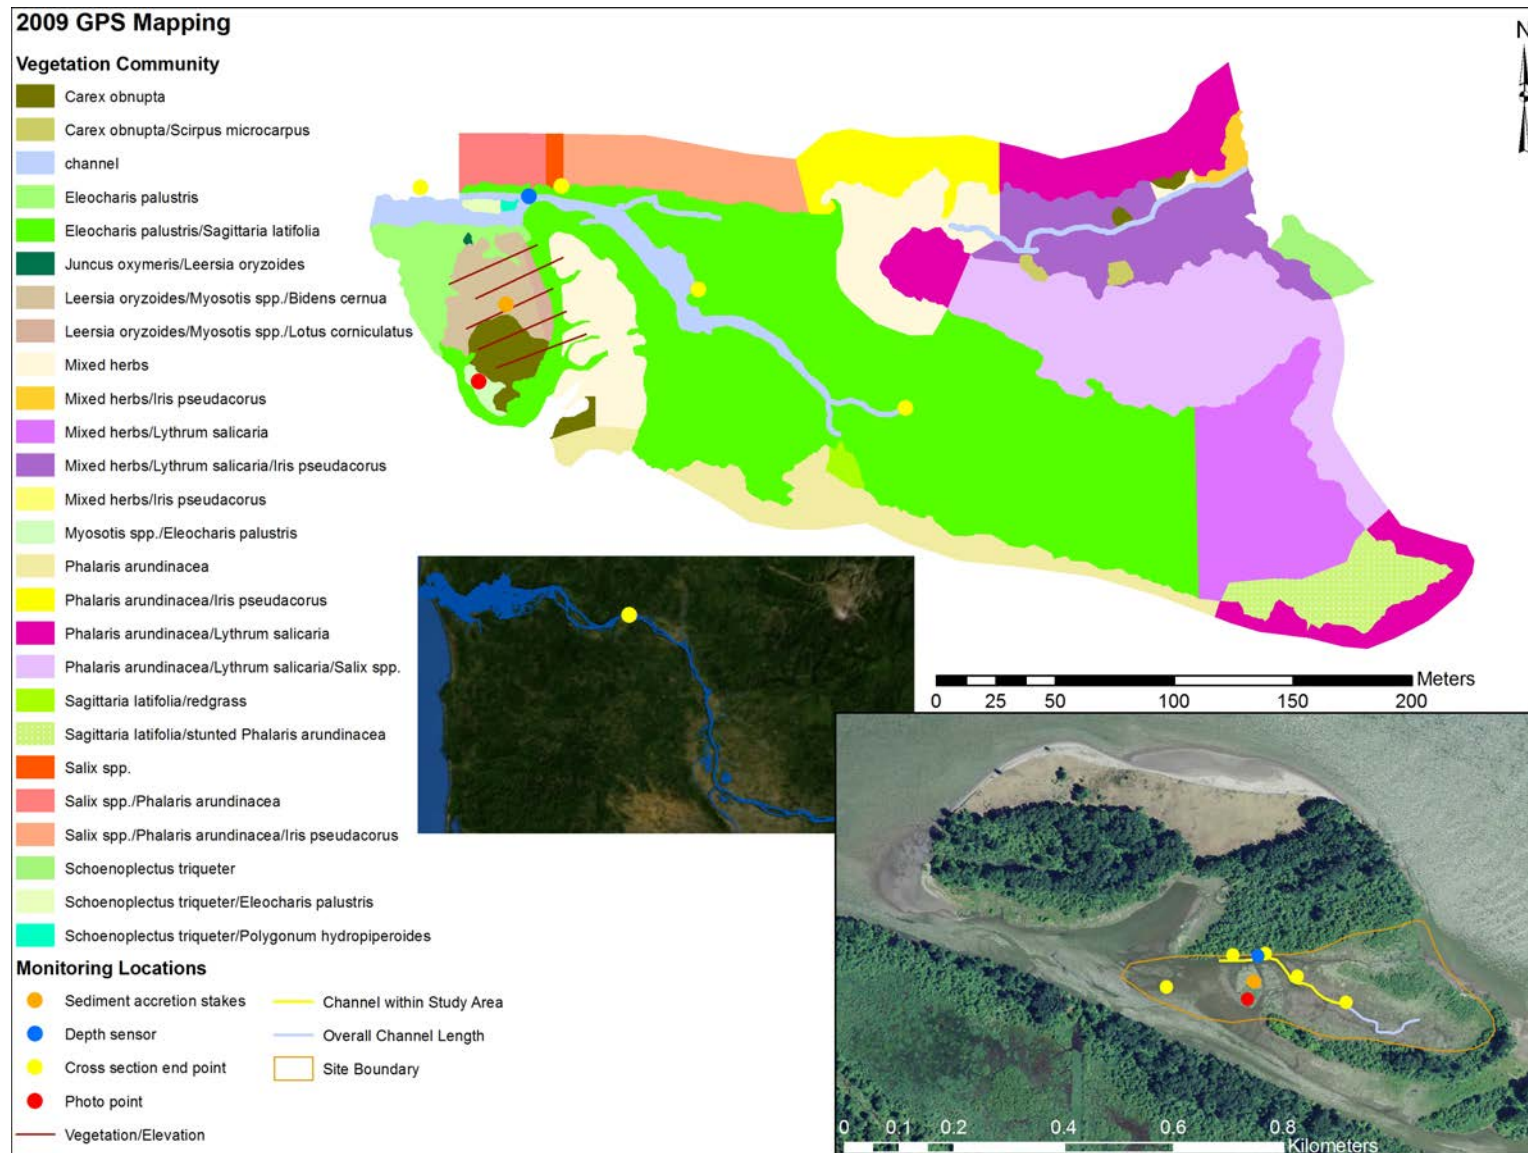 2009 GPS Mapping
N
Vegetation Community
Carex obnupta
Carex obnupta/Scirpus microcarpus
channel
Eleocharis palustris
Eleocharis palustris/Sagittaria latifolia
Juncus oxymeris/Leersia oryzoides
Leersia oryzoides/Myosotis spp./Bidens cernua
Leersia oryzoides/Myosotis spp./Lotus corniculatus
Mixed herbs
Mixed herbs/Iris pseudacorus
Mixed herbs/Lythrum salicaria
Mixed herbs/Lythrum salicaria/Iris pseudacorus
Mixed herbs/Iris pseudacorus
Myosotis spp./Eleocharis palustris
Phalaris arundinacea
Phalaris arundinacea/Iris pseudacorus
Phalaris arundinacea/Lythrum salicaria
Phalaris arundinacea/Lythrum salicaria/Salix spp.
Sagittaria latifolia/redgrass
Sagittaria latifolia/stunted Phalaris arundinacea
Salix spp.
Salix spp./Phalaris arundinacea
Salix spp./Phalaris arundinacea/Iris pseudacorus
Schoenoplectus triqueter
Schoenoplectus triqueter/Eleocharis palustris
Schoenoplectus triqueter/Polygonum hydropiperoides
Monitoring Locations
Sediment accretion stakes
Depth sensor
Cross section end point
Photo point
Vegetation/Elevation
Channel within Study Area
Overall Channel Length
Site Boundary
Meters
0 25 50 100 150 200
0 0.1 0.2 0.4 0.6 0.8
Kilometers